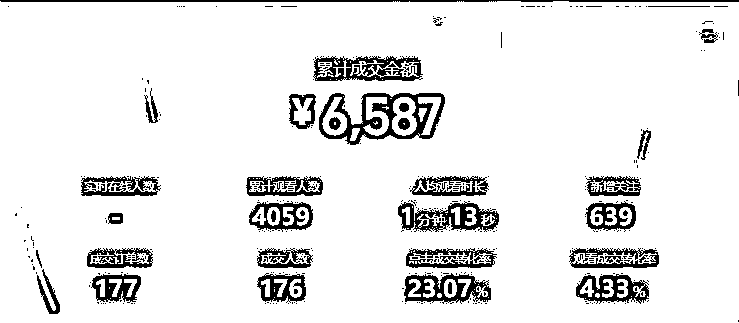 累计成交金额
¥6,587
实时在线人数 累计观看人数 人均观看时长 新增关注
- 4059 1分钟13秒 639
成交订单数 成交人数 点击成交转化率 观看成交转化率
177 176 23.07% 4.33%